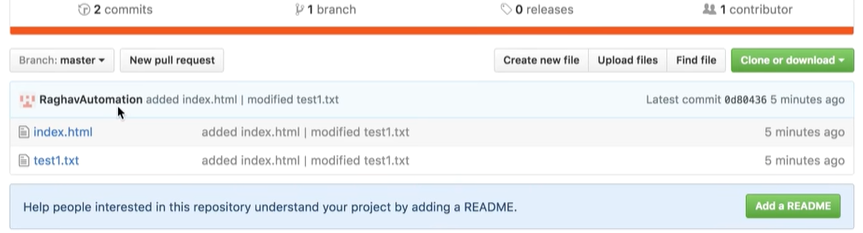 2 commits 1 branch 0 releases 1 contributor
Branch: master New pull request Create new file Upload files Find file Clone or download
RaghavAutomation added index.html | modified test1.txt Latest commit 0d80436 5 minutes ago
index.html added index.html | modified test1.txt 5 minutes ago
test1.txt added index.html | modified test1.txt 5 minutes ago
Help people interested in this repository understand your project by adding a README. Add a README